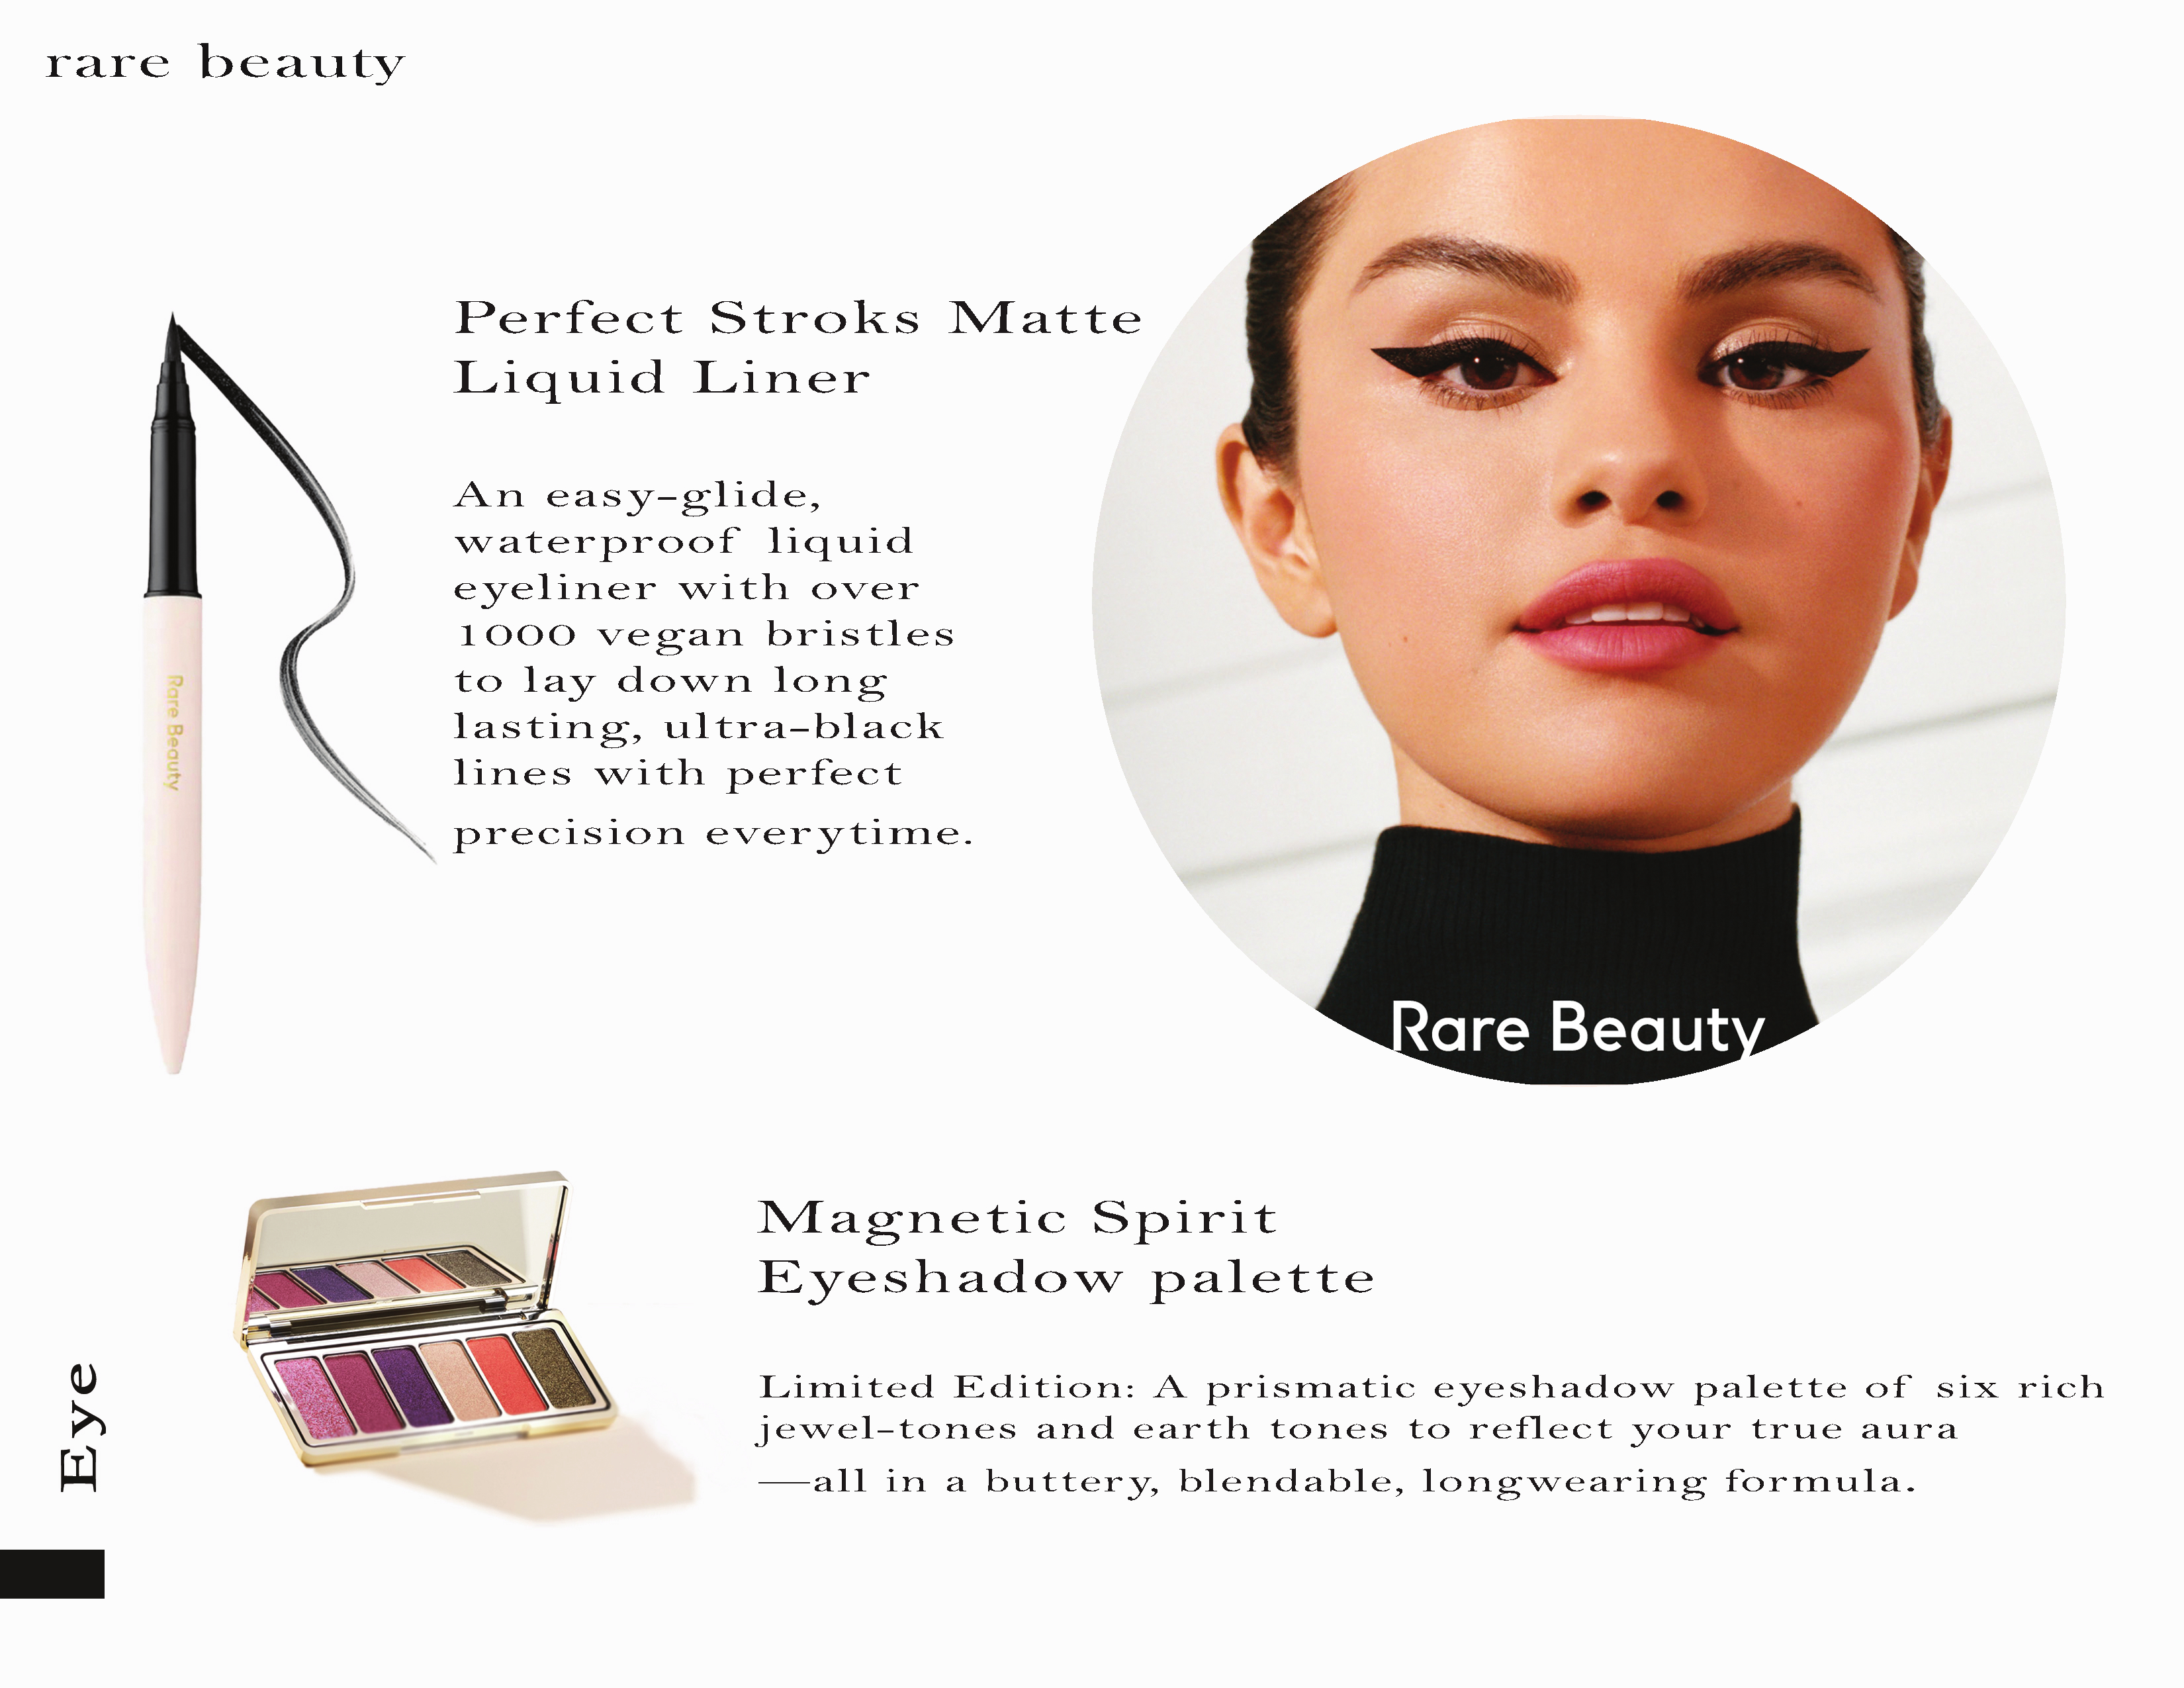 rare beauty
Perfect Stroks Matte
Liquid Liner
An easy-glide,
waterproof liquid
eyeliner with over
1000 vegan bristles
to lay down long
lasting, ultra-black
lines with perfect
precision everytime.
Rare Beauty
Rare Beauty
Magnetic Spirit
Eyeshadow palette
Limited Edition: A prismatic eyeshadow palette of six rich
jewel-tones and earth tones to reflect your true aura
—all in a buttery, blendable, longwearing formula.
Eye